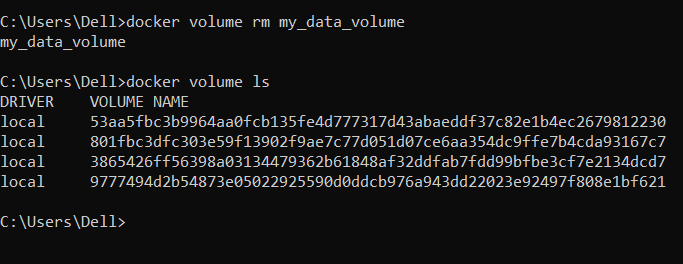 C:\Users\Dell>docker volume rm my_data_volume
my_data_volume
C:\Users\Dell>docker volume ls
DRIVER    VOLUME NAME
local     53aa5fbc3b9964aa0fcb135fe4d777317d43abaeddf37c82e1b4ec2679812230
local     801fbc3dfc303e59f13902f9ae7c77d051d07ce6aa354dc9ffe7b4cda93167c7
local     3865426ff56398a03134479362b61848af32ddfab7fdd99bfbe3cf7e2134dcd7
local     9777494d2b54873e05022925590d0ddcb976a943dd22023e92497f808e1bf621
C:\Users\Dell>